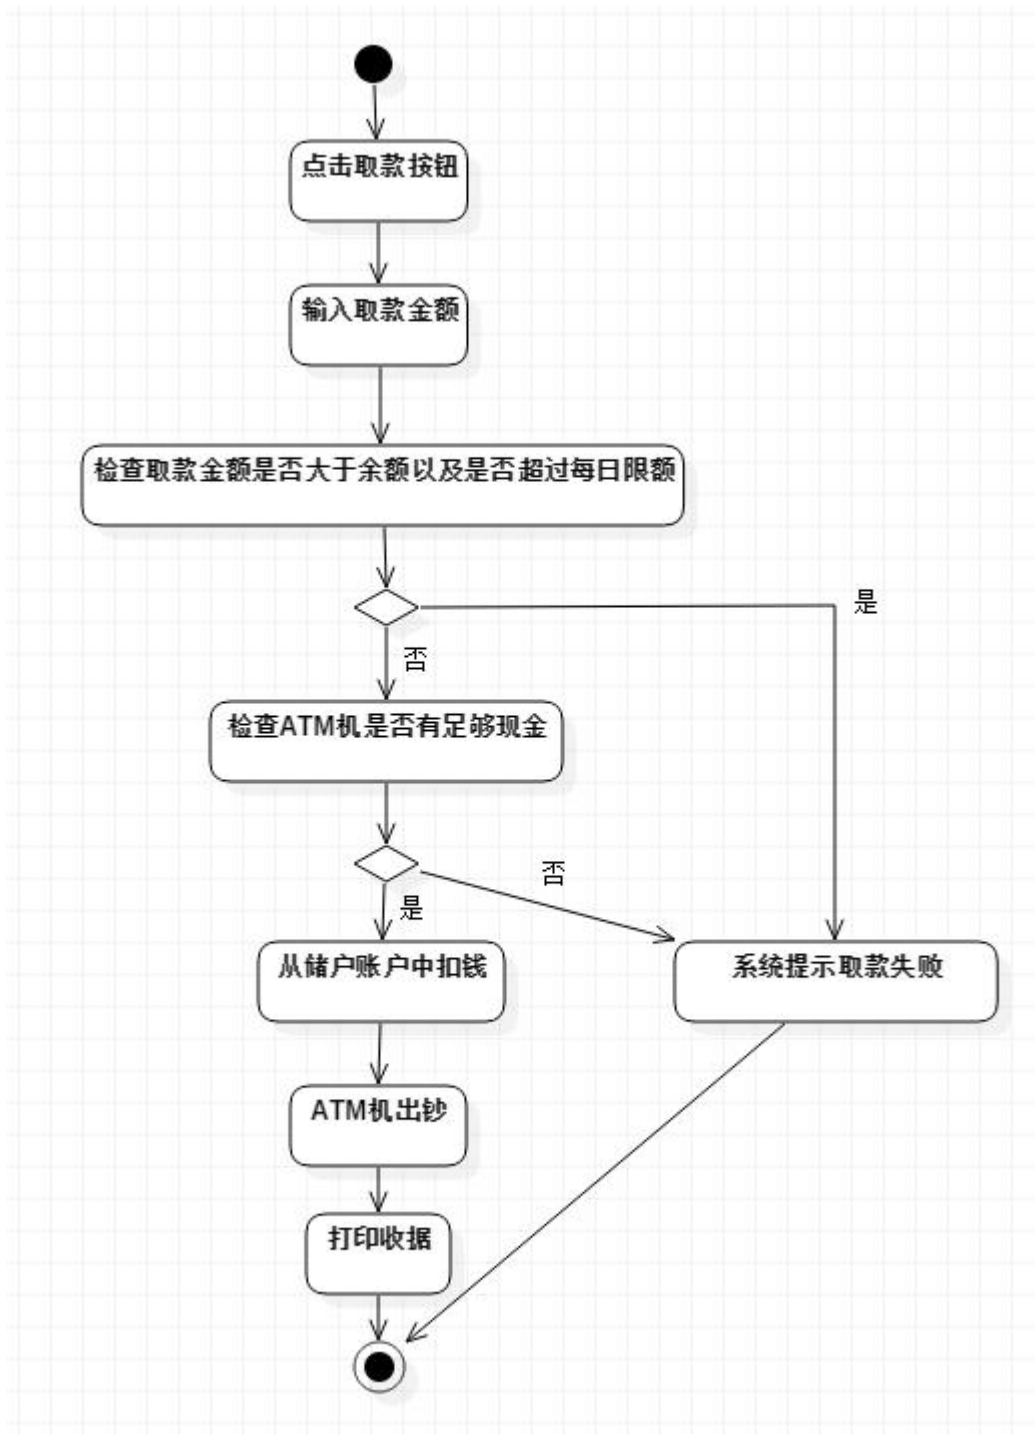 点击取款按钮
输入取款金额
检查取款金额是否大于余额以及是否超过每日限额
是
否
检查ATM机是否有足够现金
否
是
从储户账户中扣钱
系统提示取款失败
ATM机出钞
打印收据